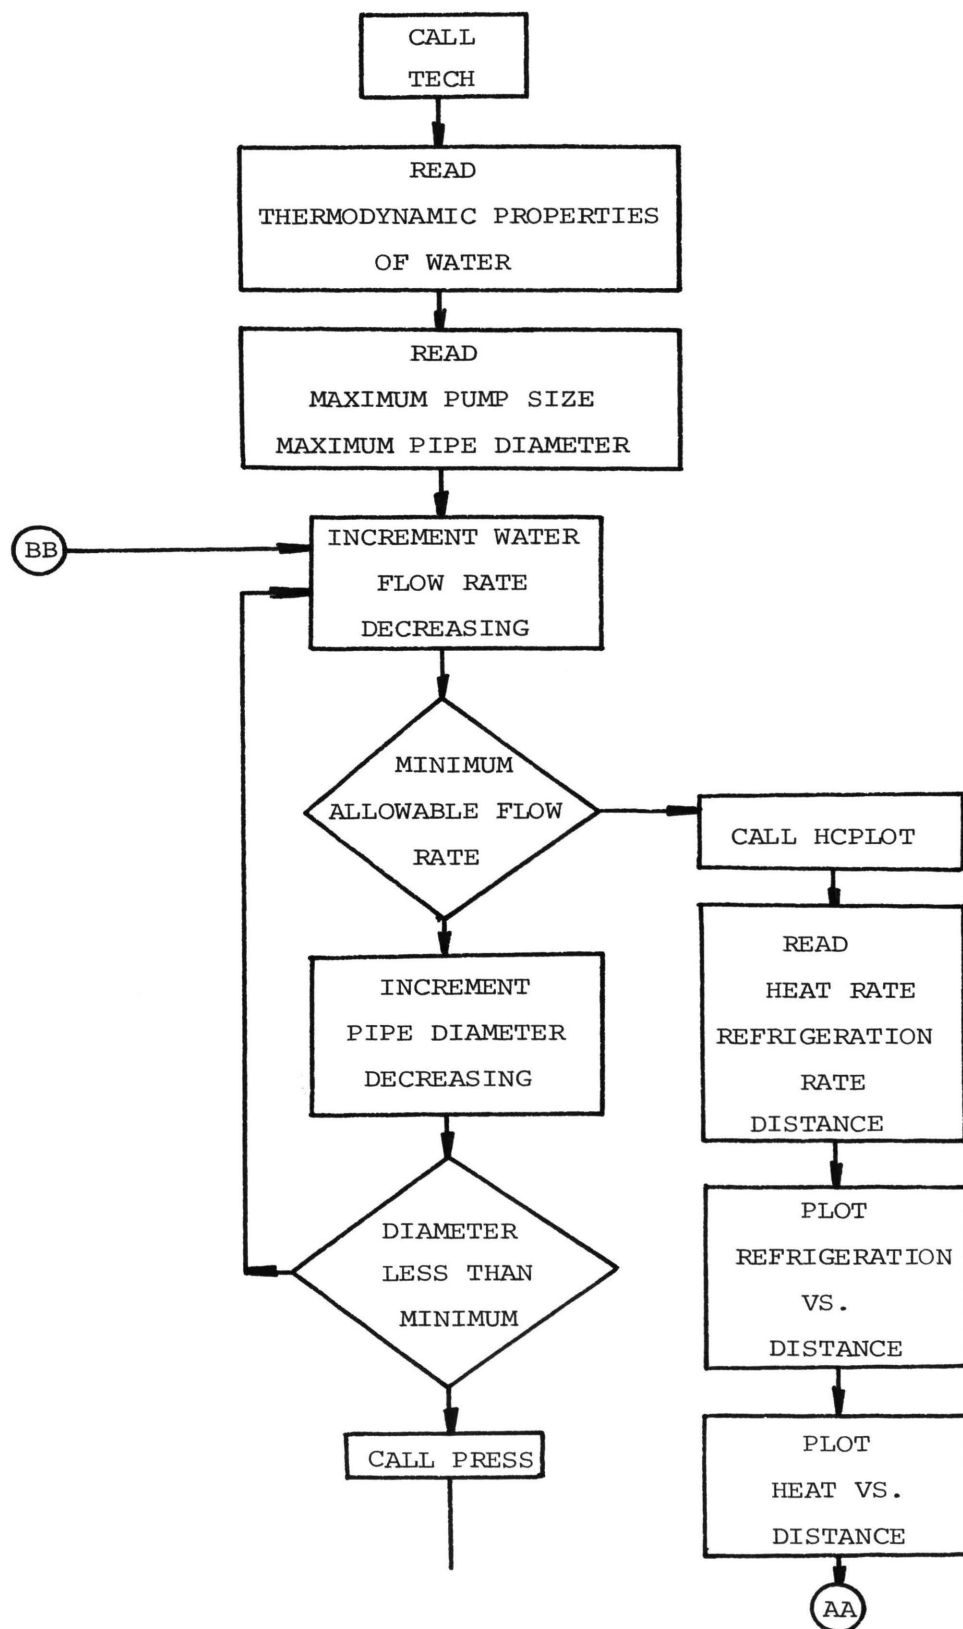 CALL
TECH
READ
THERMODYNAMIC PROPERTIES
OF WATER
READ
MAXIMUM PUMP SIZE
MAXIMUM PIPE DIAMETER
BB
INCREMENT WATER
FLOW RATE
DECREASING
MINIMUM
ALLOWABLE FLOW
RATE
CALL HCPLOT
READ
HEAT RATE
REFRIGERATION
RATE
DISTANCE
INCREMENT
PIPE DIAMETER
DECREASING
DIAMETER
LESS THAN
MINIMUM
PLOT
REFRIGERATION
VS.
DISTANCE
CALL PRESS
PLOT
HEAT VS.
DISTANCE
AA